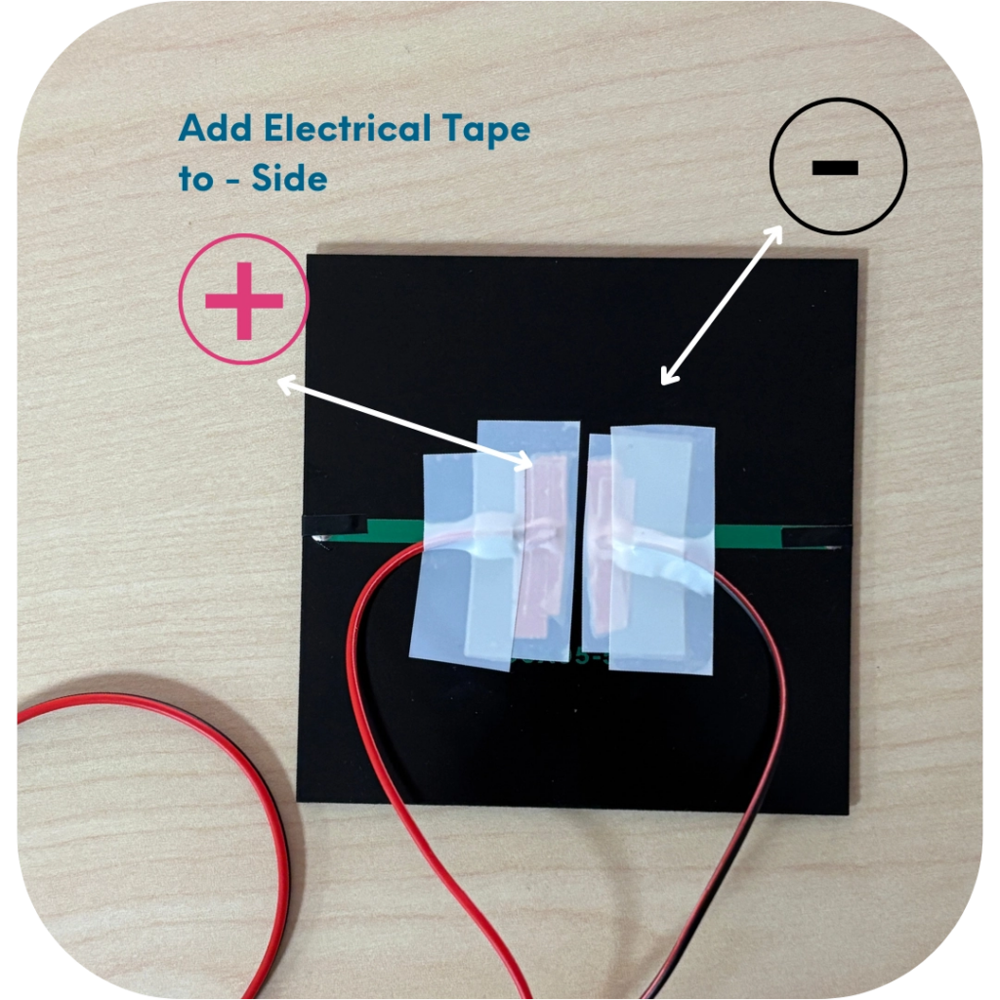 Add Electrical Tape
to - Side
+
-